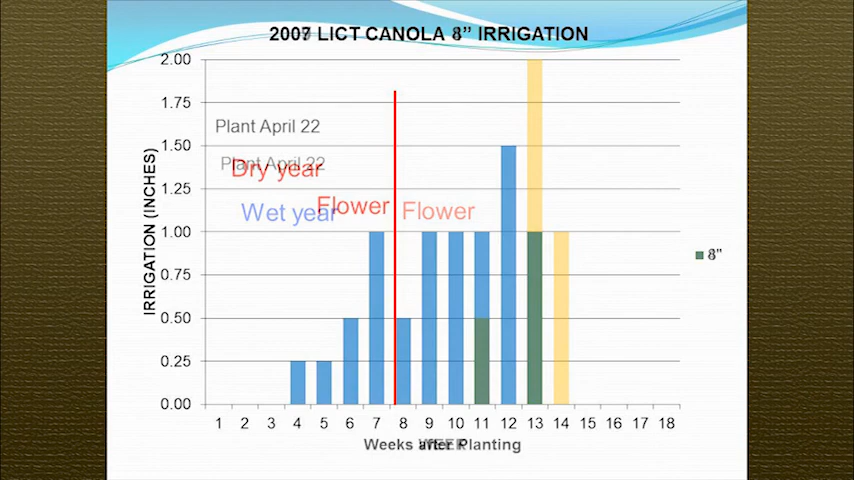 2007 LICT CANOLA 8” IRRIGATION
2.00
1.75
1.50
1.25
1.00
0.75
0.50
0.25
0.00
IRRIGATION (INCHES)
Plant April 22
Plant April 22
Dry year
Wet year
Flower
Flower
8”
1 2 3 4 5 6 7 8 9 10 11 12 13 14 15 16 17 18
Weeks after Planting